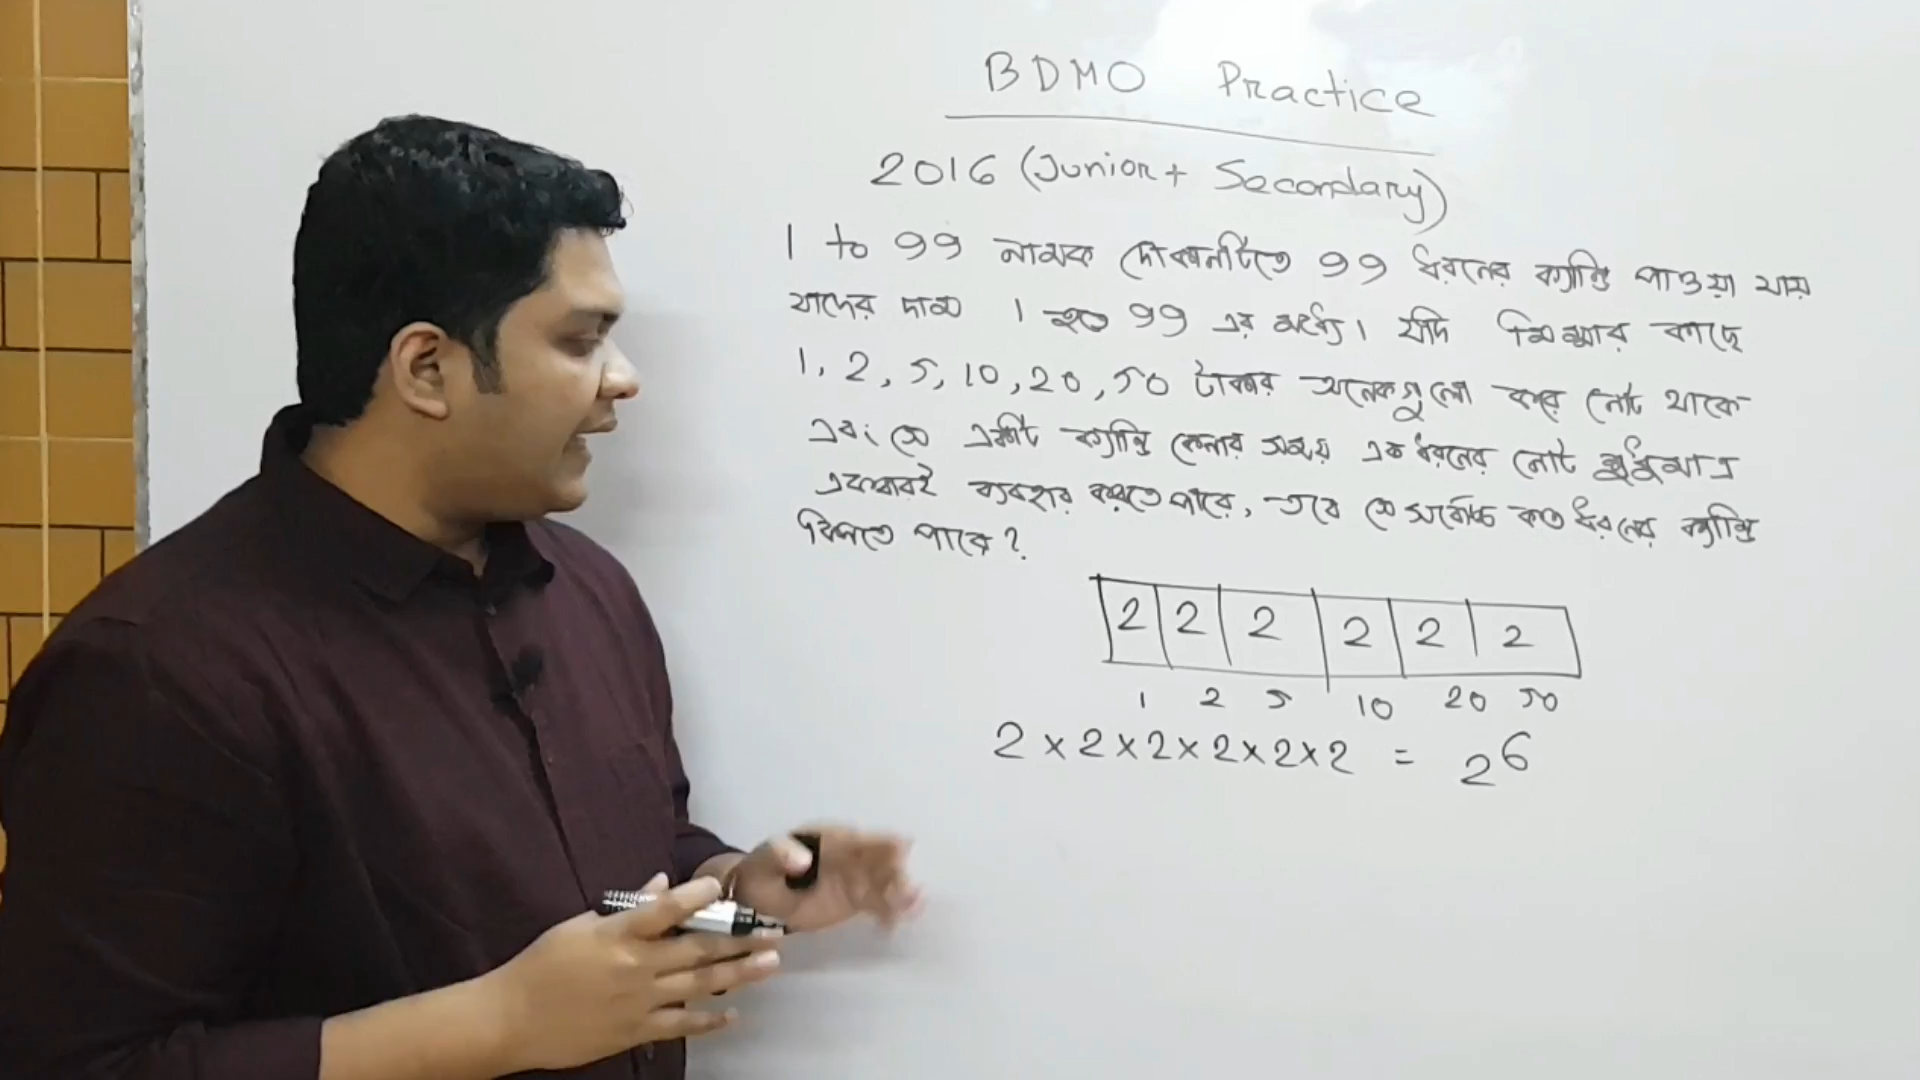 BDMO Practice
2016 (Junior + Secondary)
1 to 99 নামক দোকানটিতে 99 ধরনের ক্যান্ডি পাওয়া যায়
যাদের দাম 1 হতে 99 এর মধ্যে। যদি মিম্মার কাছে
1, 2, 5, 10, 20, 50 টাকার অনেকগুলো করে নোট থাকে
এবং সে একটি ক্যান্ডি কেনার সময় এক ধরনের নোট শুধুমাত্র
একবারই ব্যবহার করতে পারে, তবে সে সর্বোচ্চ কত ধরনের ক্যান্ডি
কিনতে পারবে?
2 2 2 2 2 2
1 2 5 10 20 50
2 × 2 × 2 × 2 × 2 × 2 = 2⁶